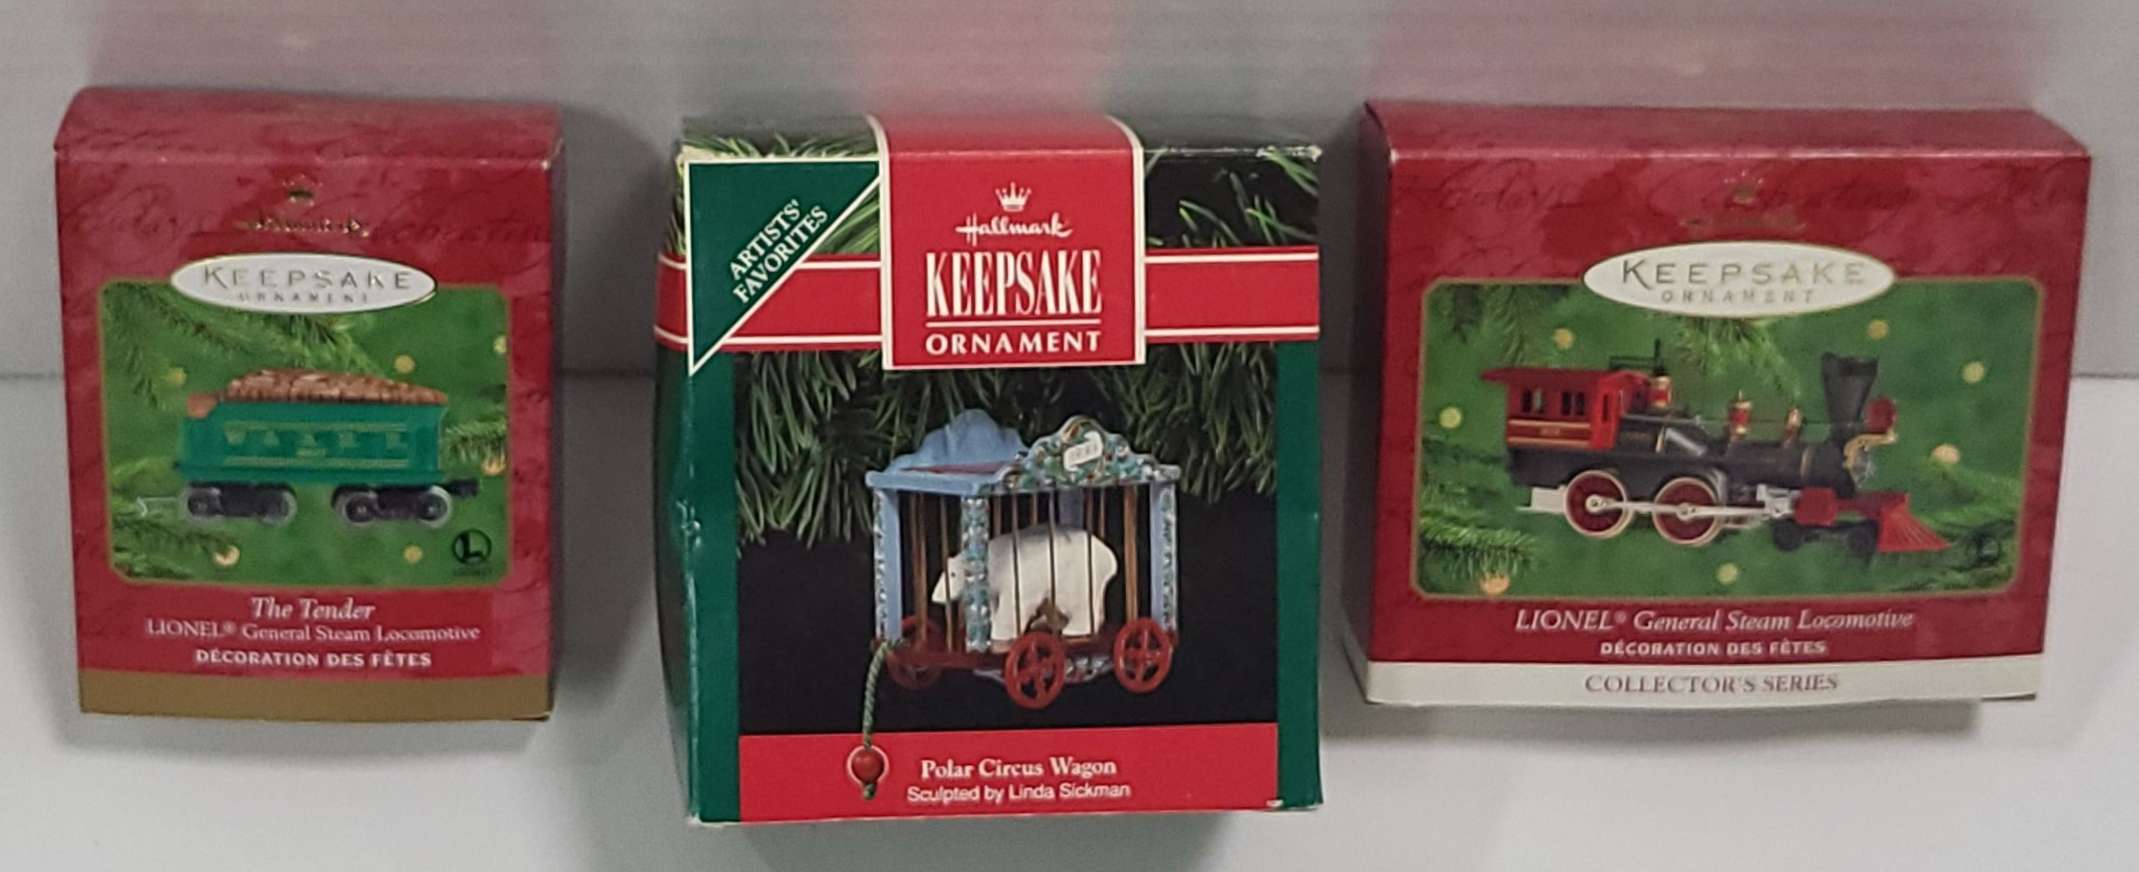 Hallmark
KEEPSAKE
ORNAMENT
The Tender
LIONEL® General Steam Locomotive
DÉCORATION DES FÊTES
ARTISTS'
FAVORITES
Hallmark
KEEPSAKE
ORNAMENT
Polar Circus Wagon
Sculpted by Linda Sickman
KEEPSAKE
ORNAMENT
LIONEL® General Steam Locomotive
DÉCORATION DES FÊTES
COLLECTOR'S SERIES